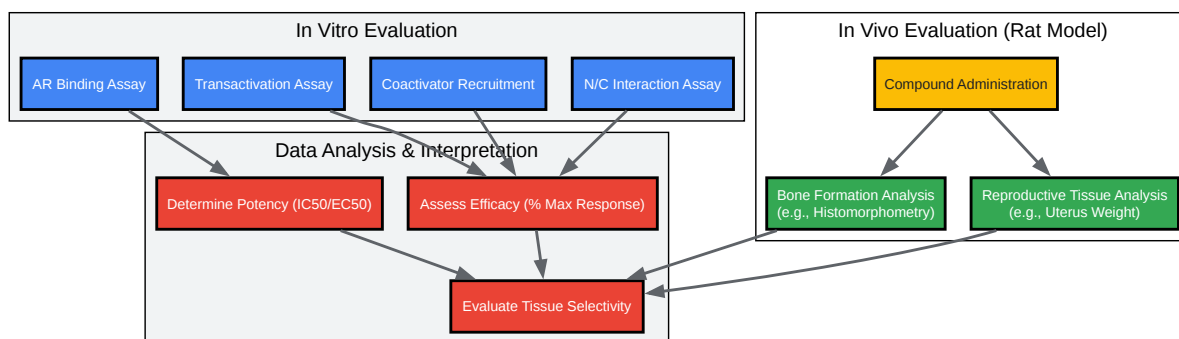 In Vitro Evaluation
AR Binding Assay
Transactivation Assay
Coactivator Recruitment
N/C Interaction Assay
In Vivo Evaluation (Rat Model)
Compound Administration
Bone Formation Analysis
(e.g., Histomorphometry)
Reproductive Tissue Analysis
(e.g., Uterus Weight)
Data Analysis & Interpretation
Determine Potency (IC50/EC50)
Assess Efficacy (% Max Response)
Evaluate Tissue Selectivity